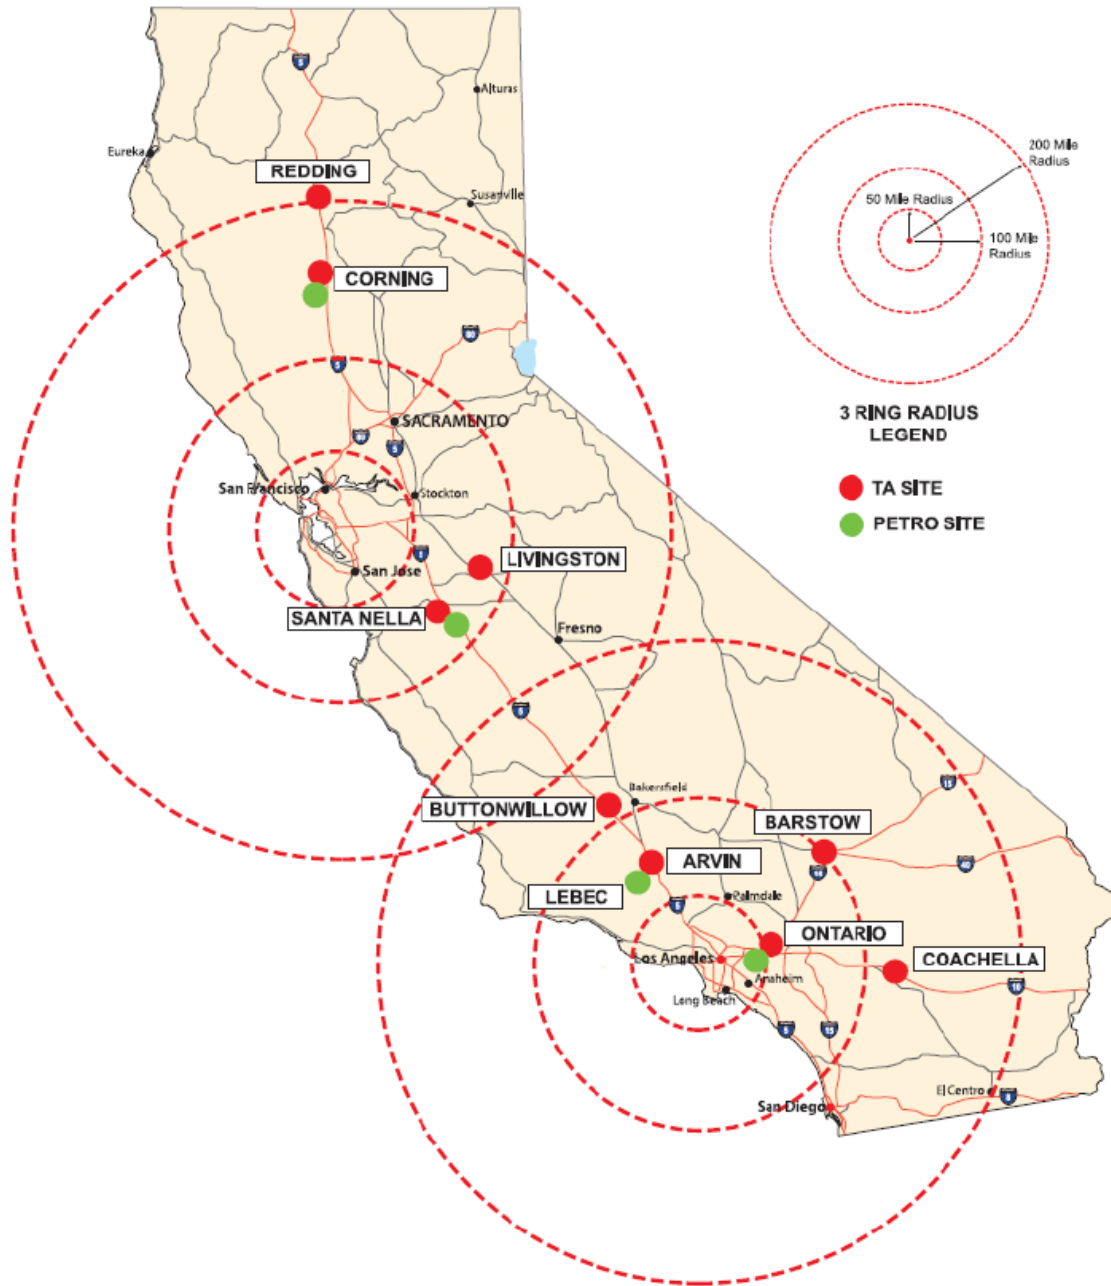 5
Alturas
Eureka
REDDING
Susanville
200 Mile
Radius
50 Mile Radius
100 Mile
Radius
CORNING
80
5
3 RING RADIUS
LEGEND
SACRAMENTO
5
San Francisco
Stockton
TA SITE
PETRO SITE
LIVINGSTON
San Jose
SANTA NELLA
Fresno
5
15
Bakersfield
BUTTONWILLOW
BARSTOW
ARVIN
40
LEBEC
Palmdale
5
ONTARIO
Los Angeles
COACHELLA
Anaheim
10
Long Beach
5
15
El Centro
8
San Diego